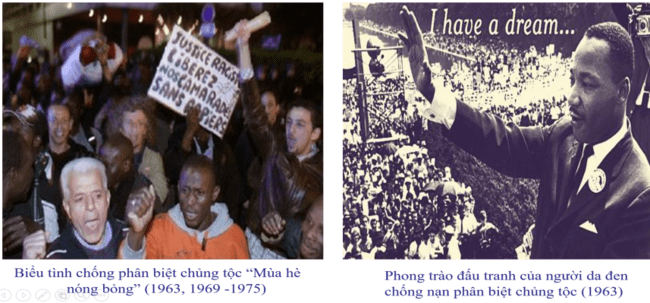 I have a dream...
JUSTICE RACISTE
LIBEREZ
SANS PAPIERS
Biểu tình chống phân biệt chủng tộc “Mùa hè
nóng bỏng” (1963, 1969 -1975)
Phong trào đấu tranh của người da đen
chống nạn phân biệt chủng tộc (1963)